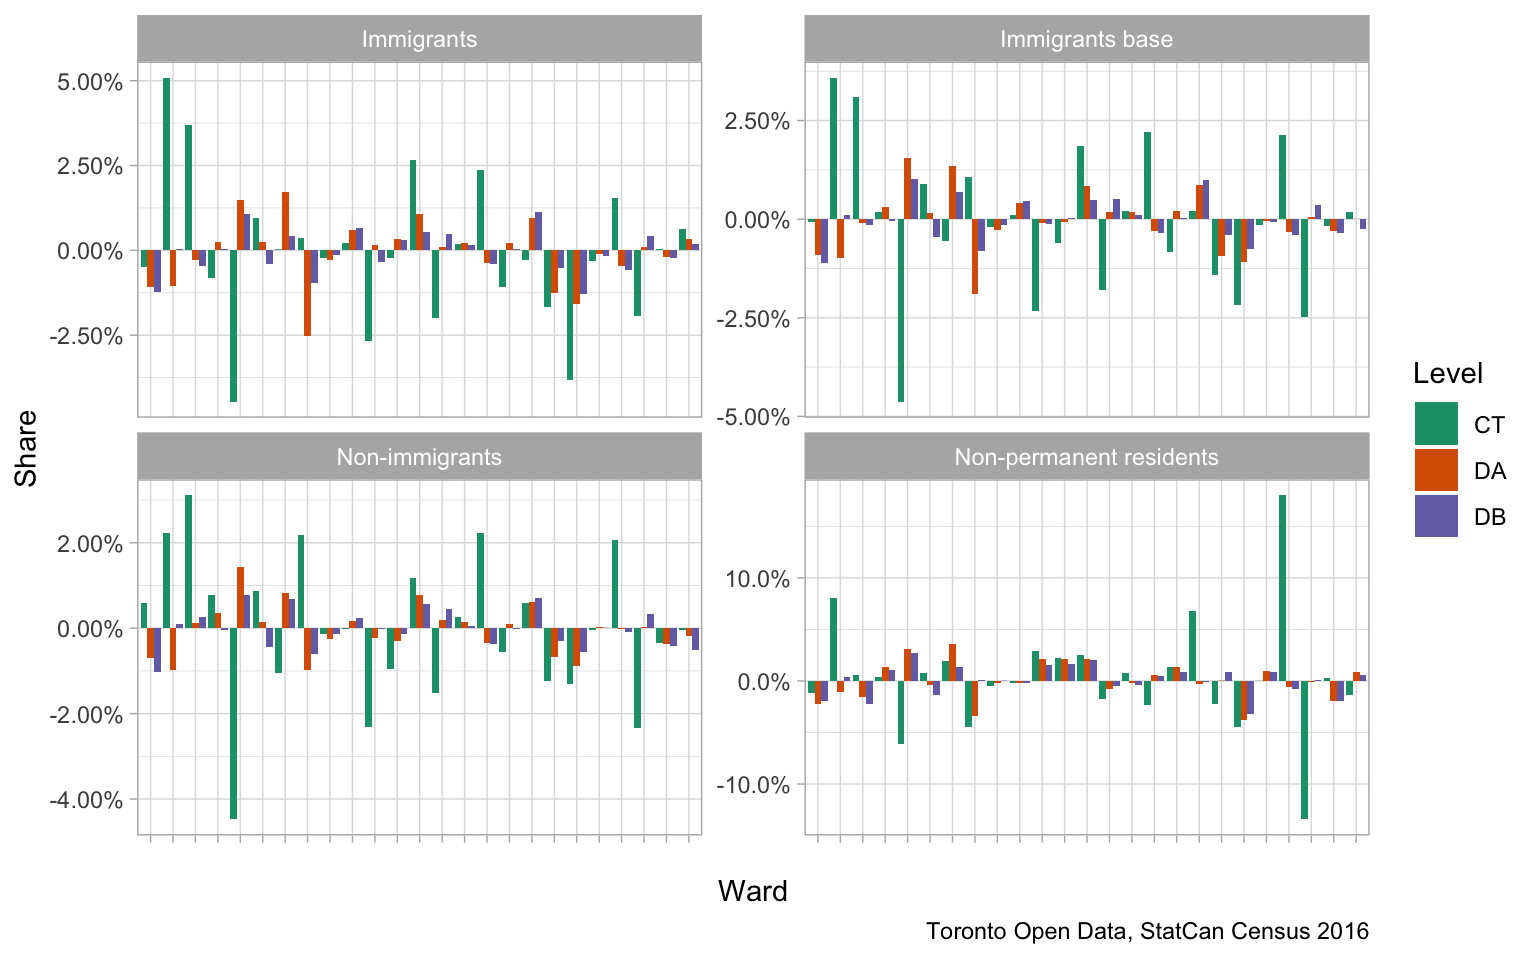 Immigrants
Immigrants base
5.00%
2.50%
0.00%
-2.50%
2.50%
0.00%
-2.50%
-5.00%
Non-immigrants
Non-permanent residents
2.00%
0.00%
-2.00%
-4.00%
10.0%
0.0%
-10.0%
Share
Ward
Level
CT
DA
DB
Toronto Open Data, StatCan Census 2016